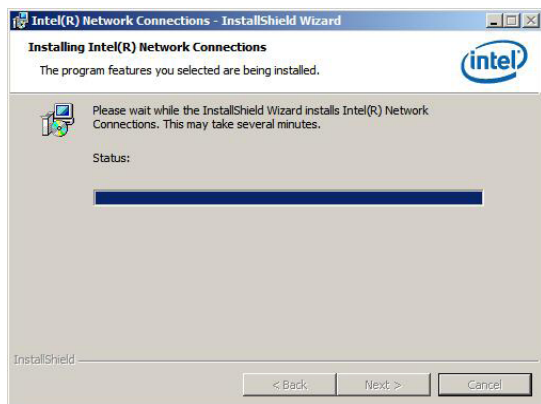 Intel(R) Network Connections - InstallShield Wizard
Installing Intel(R) Network Connections
The program features you selected are being installed.
intel
Please wait while the InstallShield Wizard installs Intel(R) Network
Connections. This may take several minutes.
Status:
InstallShield
< Back
Next >
Cancel